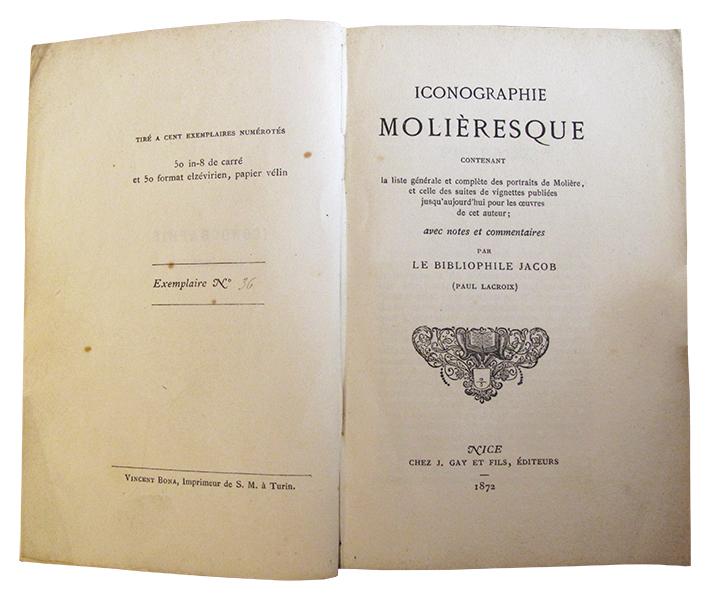 TIRÉ A CENT EXEMPLAIRES NUMÉROTÉS
50 in-8 de carré
et 50 format elzévirien, papier vélin
Exemplaire N° 36
VINCENT BONA, Imprimeur de S. M. à Turin.
ICONOGRAPHIE
MOLIÈRESQUE
CONTENANT
la liste générale et complète des portraits de Molière,
et celle des suites de vignettes publiées
jusqu'aujourd'hui pour les œuvres
de cet auteur;
avec notes et commentaires
PAR
LE BIBLIOPHILE JACOB
(PAUL LACROIX)
NICE
CHEZ J. GAY ET FILS, ÉDITEURS
1872